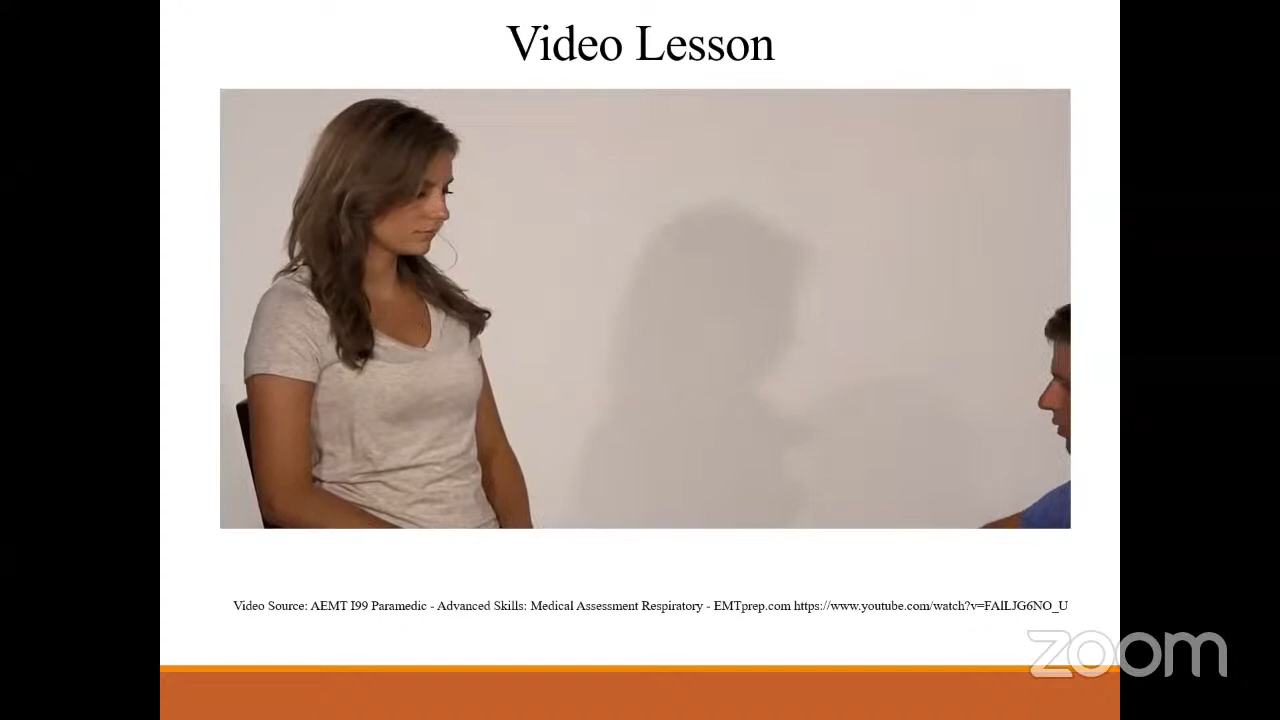 Video Lesson
Video Source: AEMT I99 Paramedic - Advanced Skills: Medical Assessment Respiratory - EMTprep.com https://www.youtube.com/watch?v=FAlLJG6NO_U
zoom